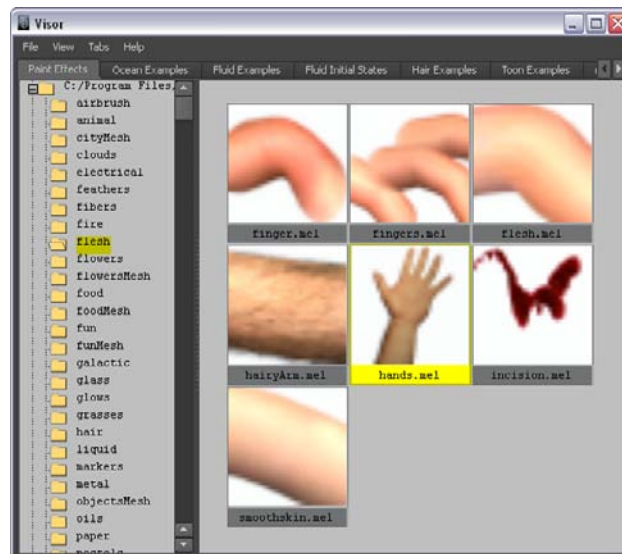 Visor
File View Tabs Help
Paint Effects Ocean Examples Fluid Examples Fluid Initial States Hair Examples Toon Examples
C:/Program Files/
airbrush
animal
cityMesh
clouds
electrical
feathers
fibers
fire
flesh
flowers
flowersMesh
food
foodMesh
fun
funMesh
galactic
glass
glows
grasses
hair
liquid
markers
metal
objectsMesh
oils
paper
finger.mel fingers.mel flesh.mel
hairyArm.mel hands.mel incision.mel
smoothskin.mel